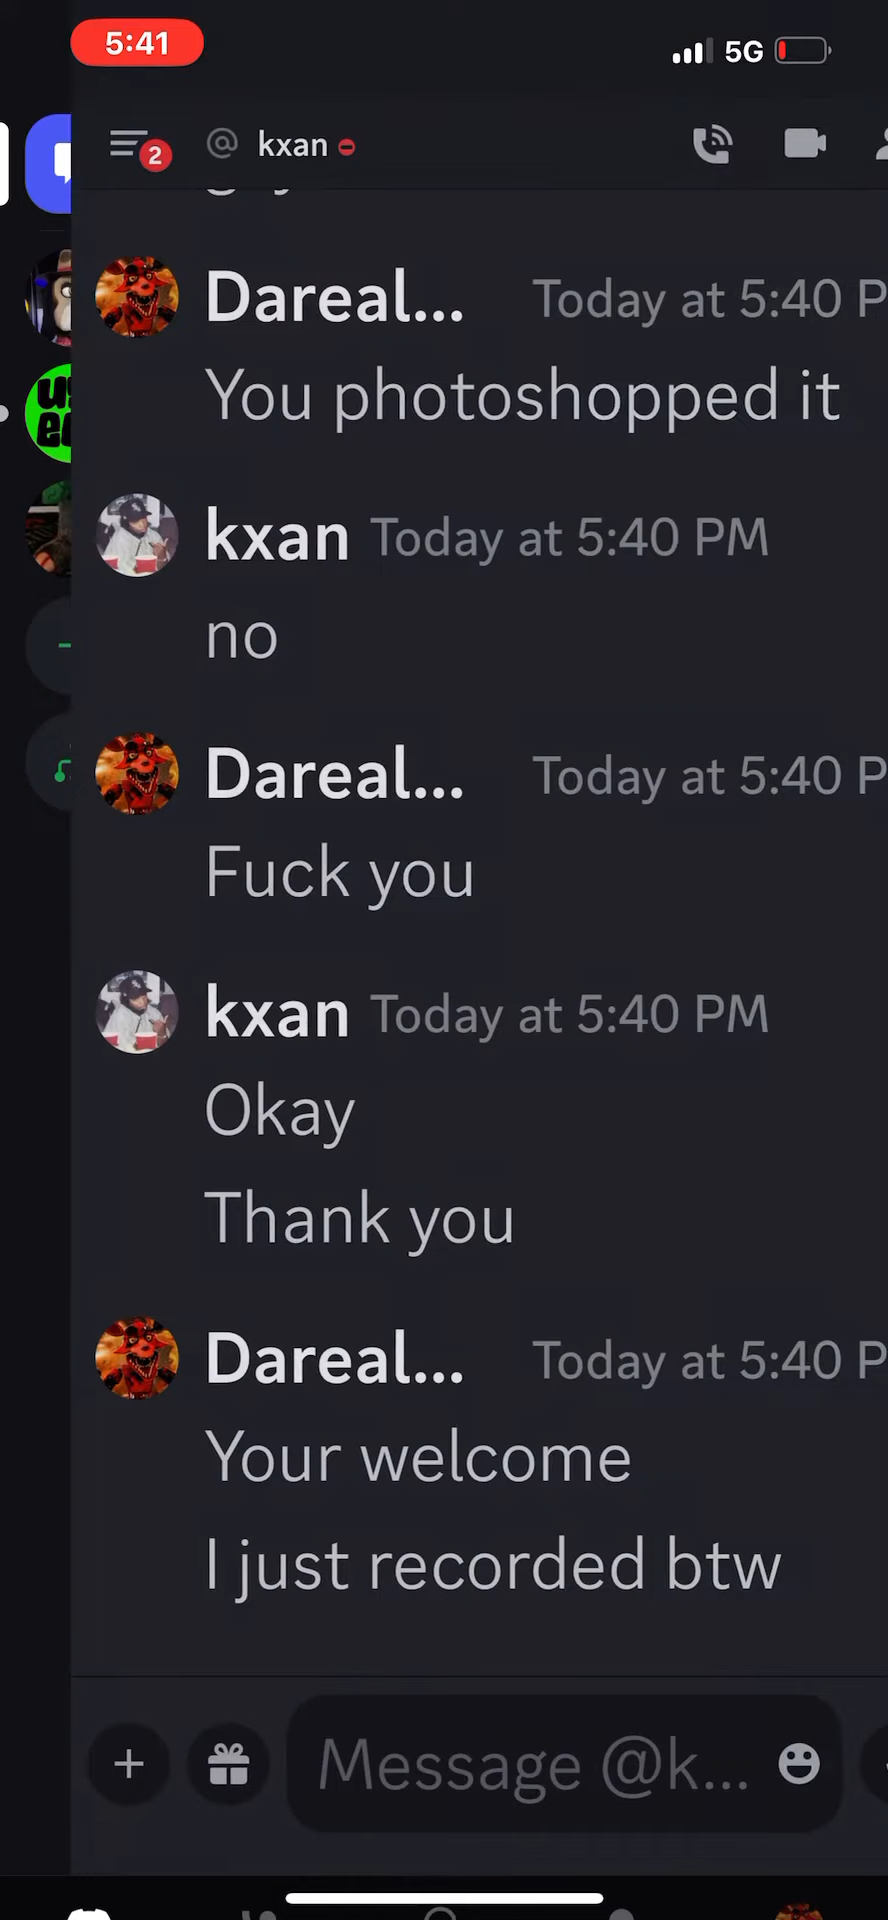 5:41
5G
2
kxan
Dareal... Today at 5:40 P
You photoshopped it
kxan Today at 5:40 PM
no
Dareal... Today at 5:40 P
Fuck you
kxan Today at 5:40 PM
Okay
Thank you
Dareal... Today at 5:40 P
Your welcome
I just recorded btw
Message @k...